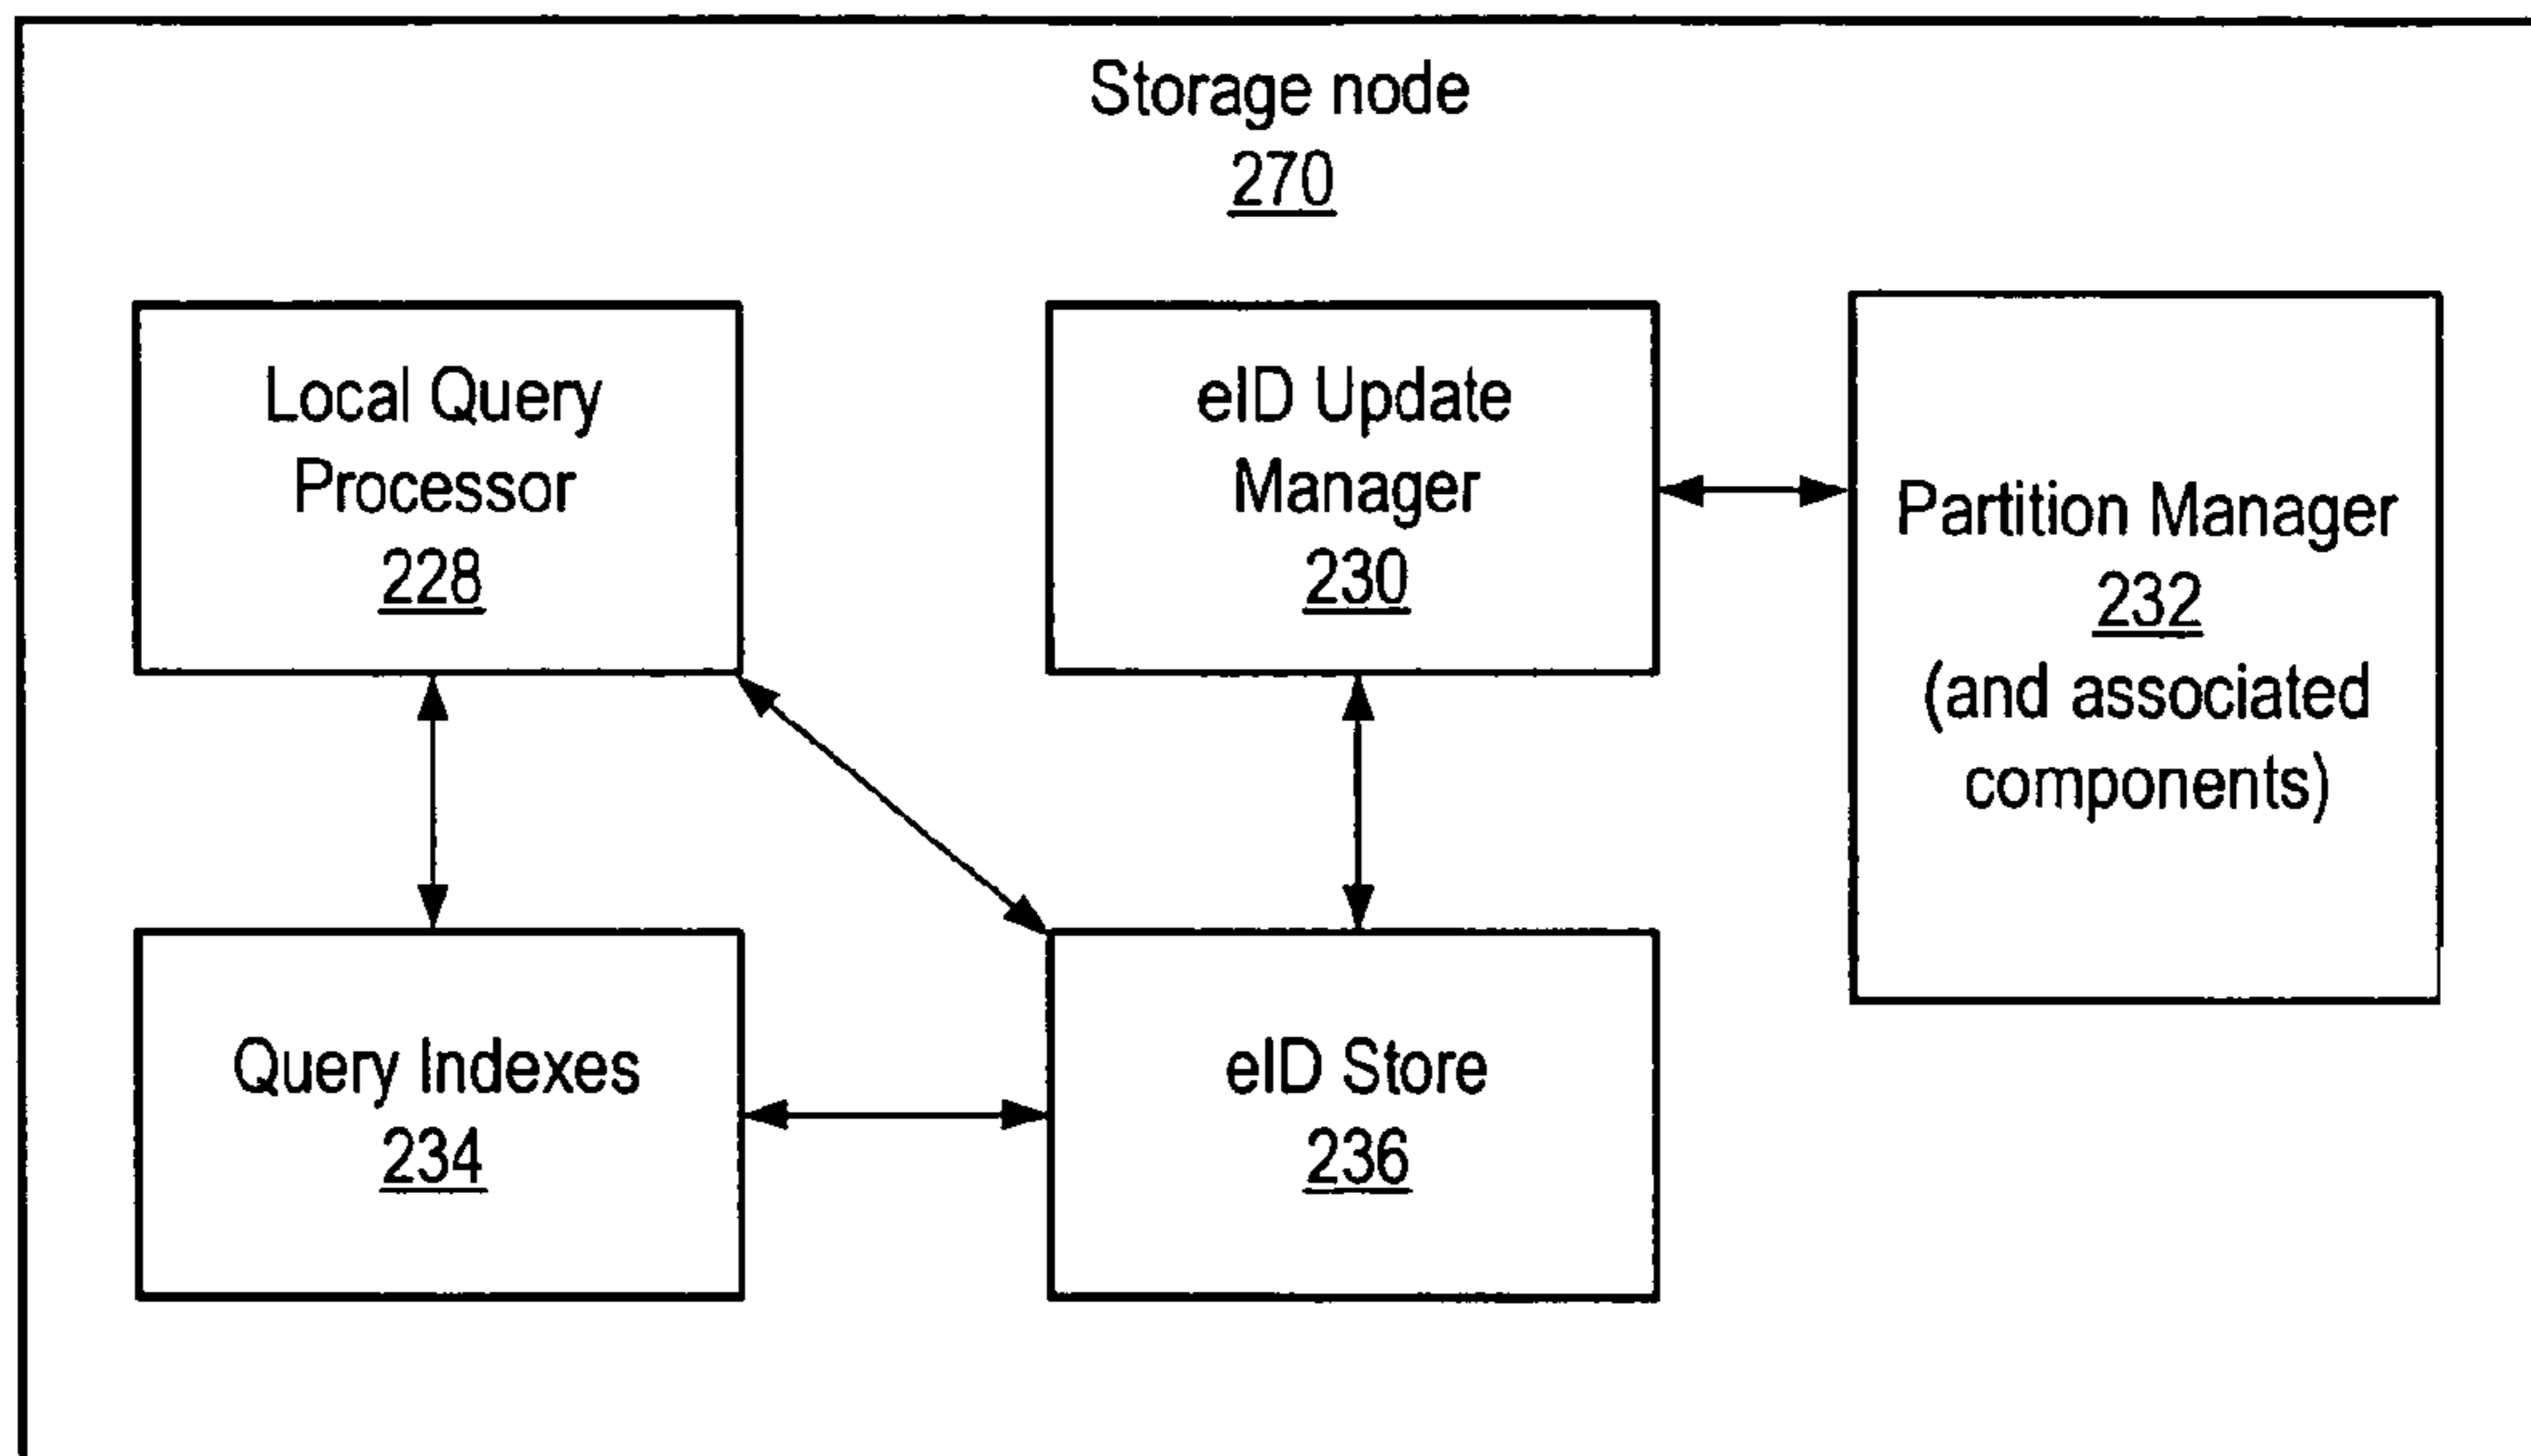 Storage node
270
Local Query
Processor
228
eID Update
Manager
230
Partition Manager
232
(and associated
components)
Query Indexes
234
eID Store
236